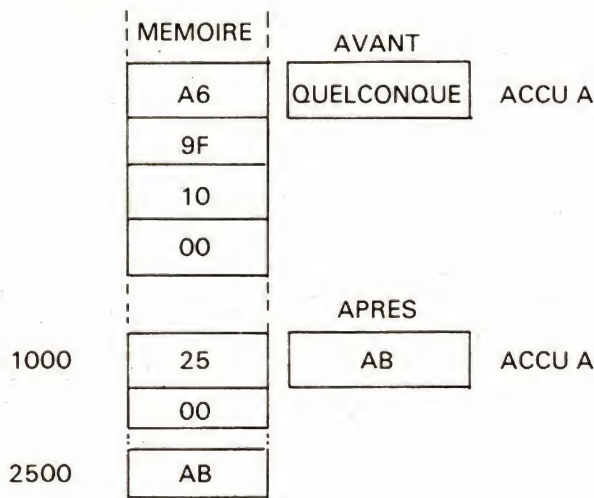 MEMOIRE
AVANT
A6 QUELCONQUE ACCU A
9F
10
00
APRES
1000 25 AB ACCU A
00
2500 AB